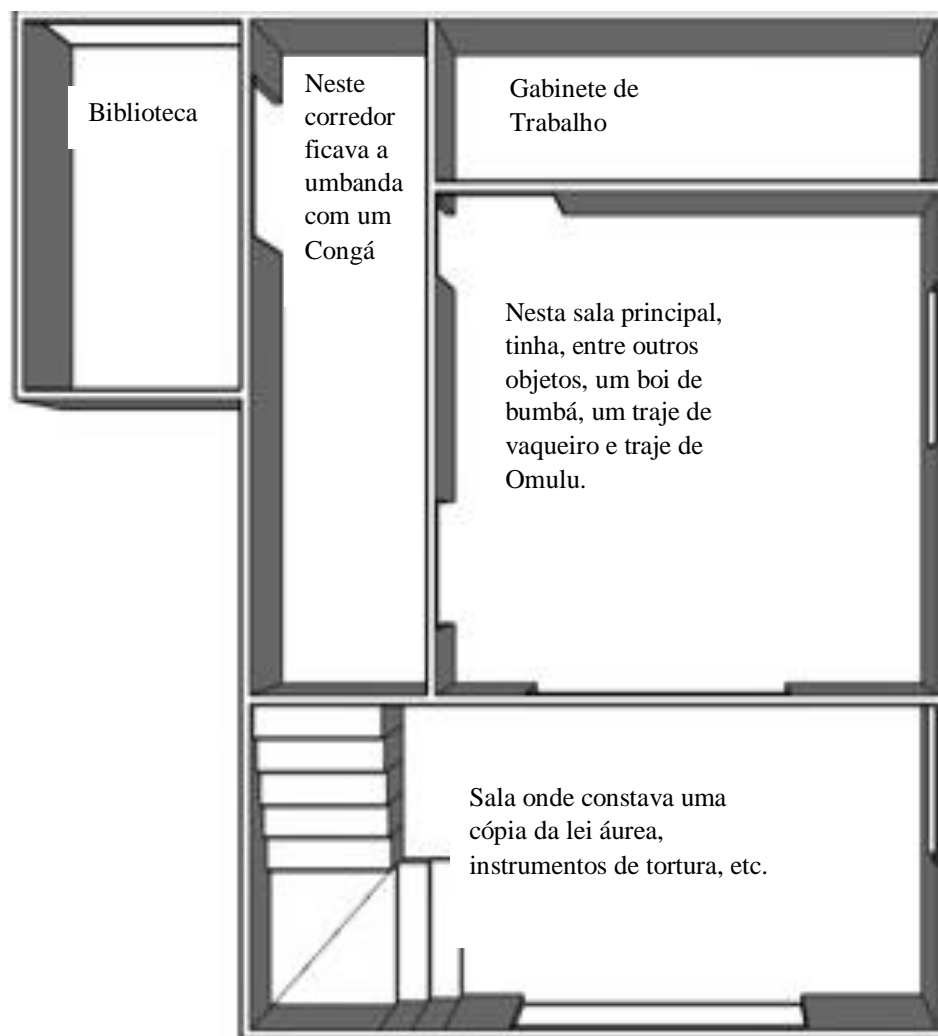 Biblioteca
Neste
corredor
ficava a
umbanda
com um
Congá
Gabinete de
Trabalho
Nesta sala principal,
tinha, entre outros
objetos, um boi de
bumbá, um traje de
vaqueiro e traje de
Omulu.
Sala onde constava uma
cópia da lei áurea,
instrumentos de tortura, etc.